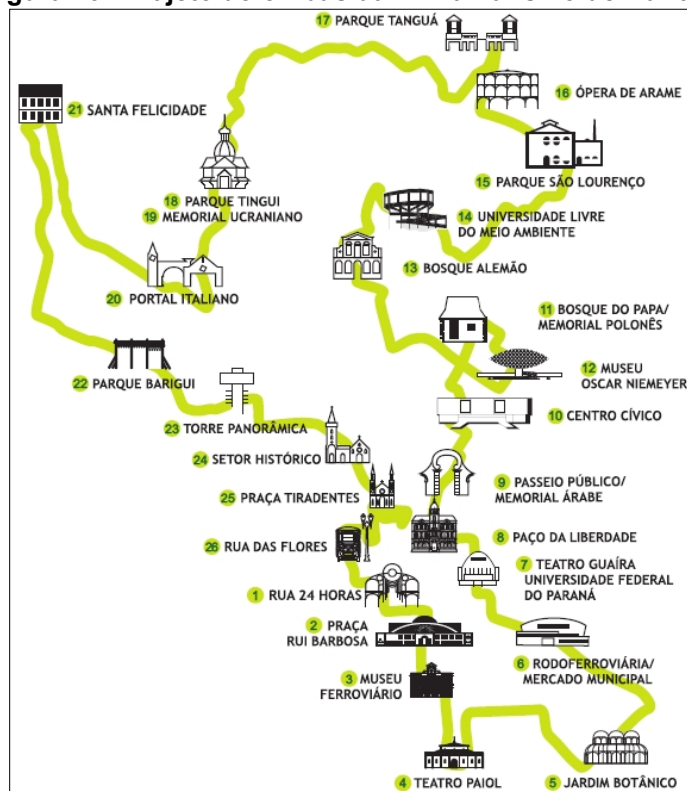 17 PARQUE TANGUÁ
16 ÓPERA DE ARAME
21 SANTA FELICIDADE
15 PARQUE SÃO LOURENÇO
18 PARQUE TINGUI
19 MEMORIAL UCRANIANO
14 UNIVERSIDADE LIVRE
DO MEIO AMBIENTE
13 BOSQUE ALEMÃO
20 PORTAL ITALIANO
11 BOSQUE DO PAPA/
MEMORIAL POLONÊS
12 MUSEU
OSCAR NIEMEYER
22 PARQUE BARIGUI
10 CENTRO CÍVICO
23 TORRE PANORÂMICA
24 SETOR HISTÓRICO
9 PASSEIO PÚBLICO/
MEMORIAL ÁRABE
25 PRAÇA TIRADENTES
8 PAÇO DA LIBERDADE
26 RUA DAS FLORES
7 TEATRO GUAÍRA
UNIVERSIDADE FEDERAL
DO PARANÁ
1 RUA 24 HORAS
2 PRAÇA
RUI BARBOSA
6 RODOFERROVIÁRIA/
MERCADO MUNICIPAL
3 MUSEU
FERROVIÁRIO
4 TEATRO PAIOL
5 JARDIM BOTÂNICO